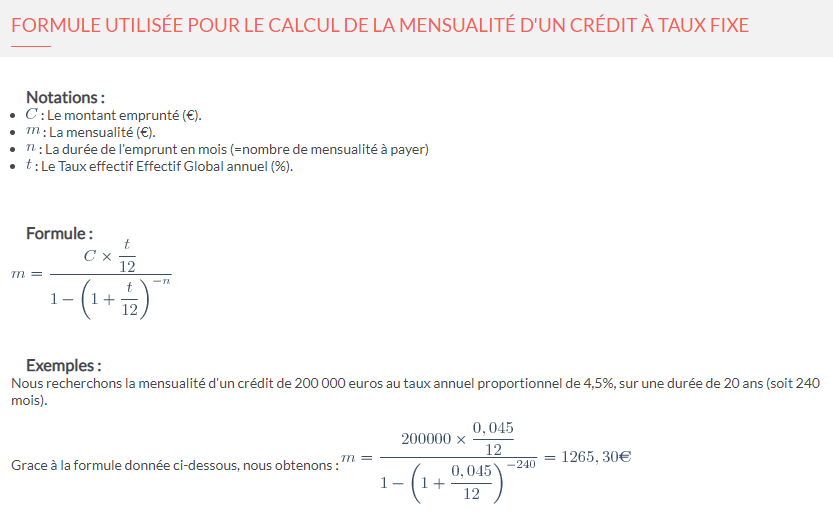 FORMULE UTILISÉE POUR LE CALCUL DE LA MENSUALITÉ D'UN CRÉDIT À TAUX FIXE
Notations :
• C : Le montant emprunté (€).
• m : La mensualité (€).
• n : La durée de l'emprunt en mois (=nombre de mensualité à payer)
• t : Le Taux effectif Effectif Global annuel (%).
Formule :
m = \frac{C \times \frac{t}{12}}{1 - \left(1 + \frac{t}{12}\right)^{-n}}
Exemples :
Nous recherchons la mensualité d'un crédit de 200 000 euros au taux annuel proportionnel de 4,5%, sur une durée de 20 ans (soit 240
mois).
Grace à la formule donnée ci-dessous, nous obtenons : m = \frac{200000 \times \frac{0,045}{12}}{1 - \left(1 + \frac{0,045}{12}\right)^{-240}} = 1265,30€